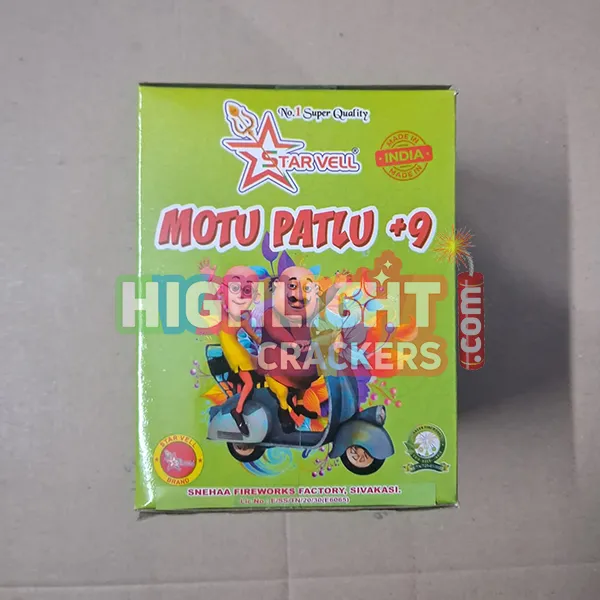 No.1 Super Quality
STAR VELL®
MADE IN
INDIA
MADE IN
MOTU PATLU +9
HIGHLIGHT
CRACKERS
.com
STAR VELL
BRAND
SNEHAA FIREWORKS FACTORY, SIVAKASI.